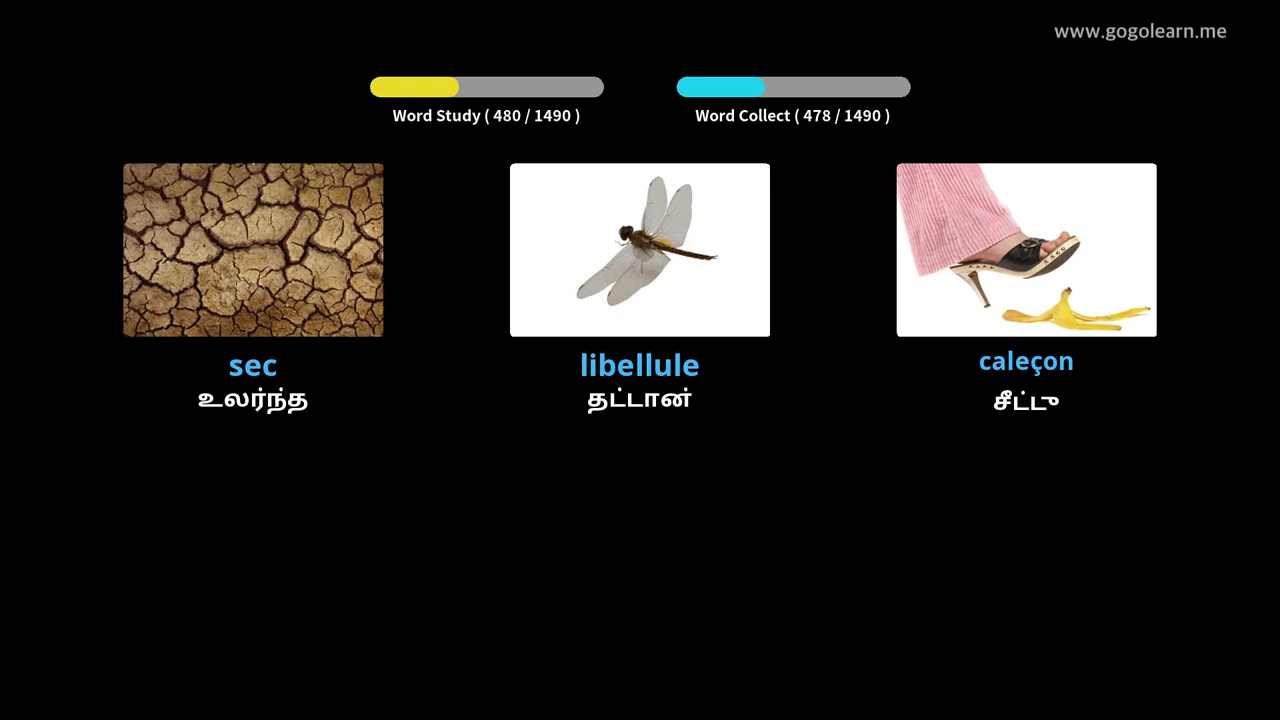 www.gogolearn.me
Word Study ( 480 / 1490 )
Word Collect ( 478 / 1490 )
sec
உலர்ந்த
libellule
தட்டான்
caleçon
சீட்டு